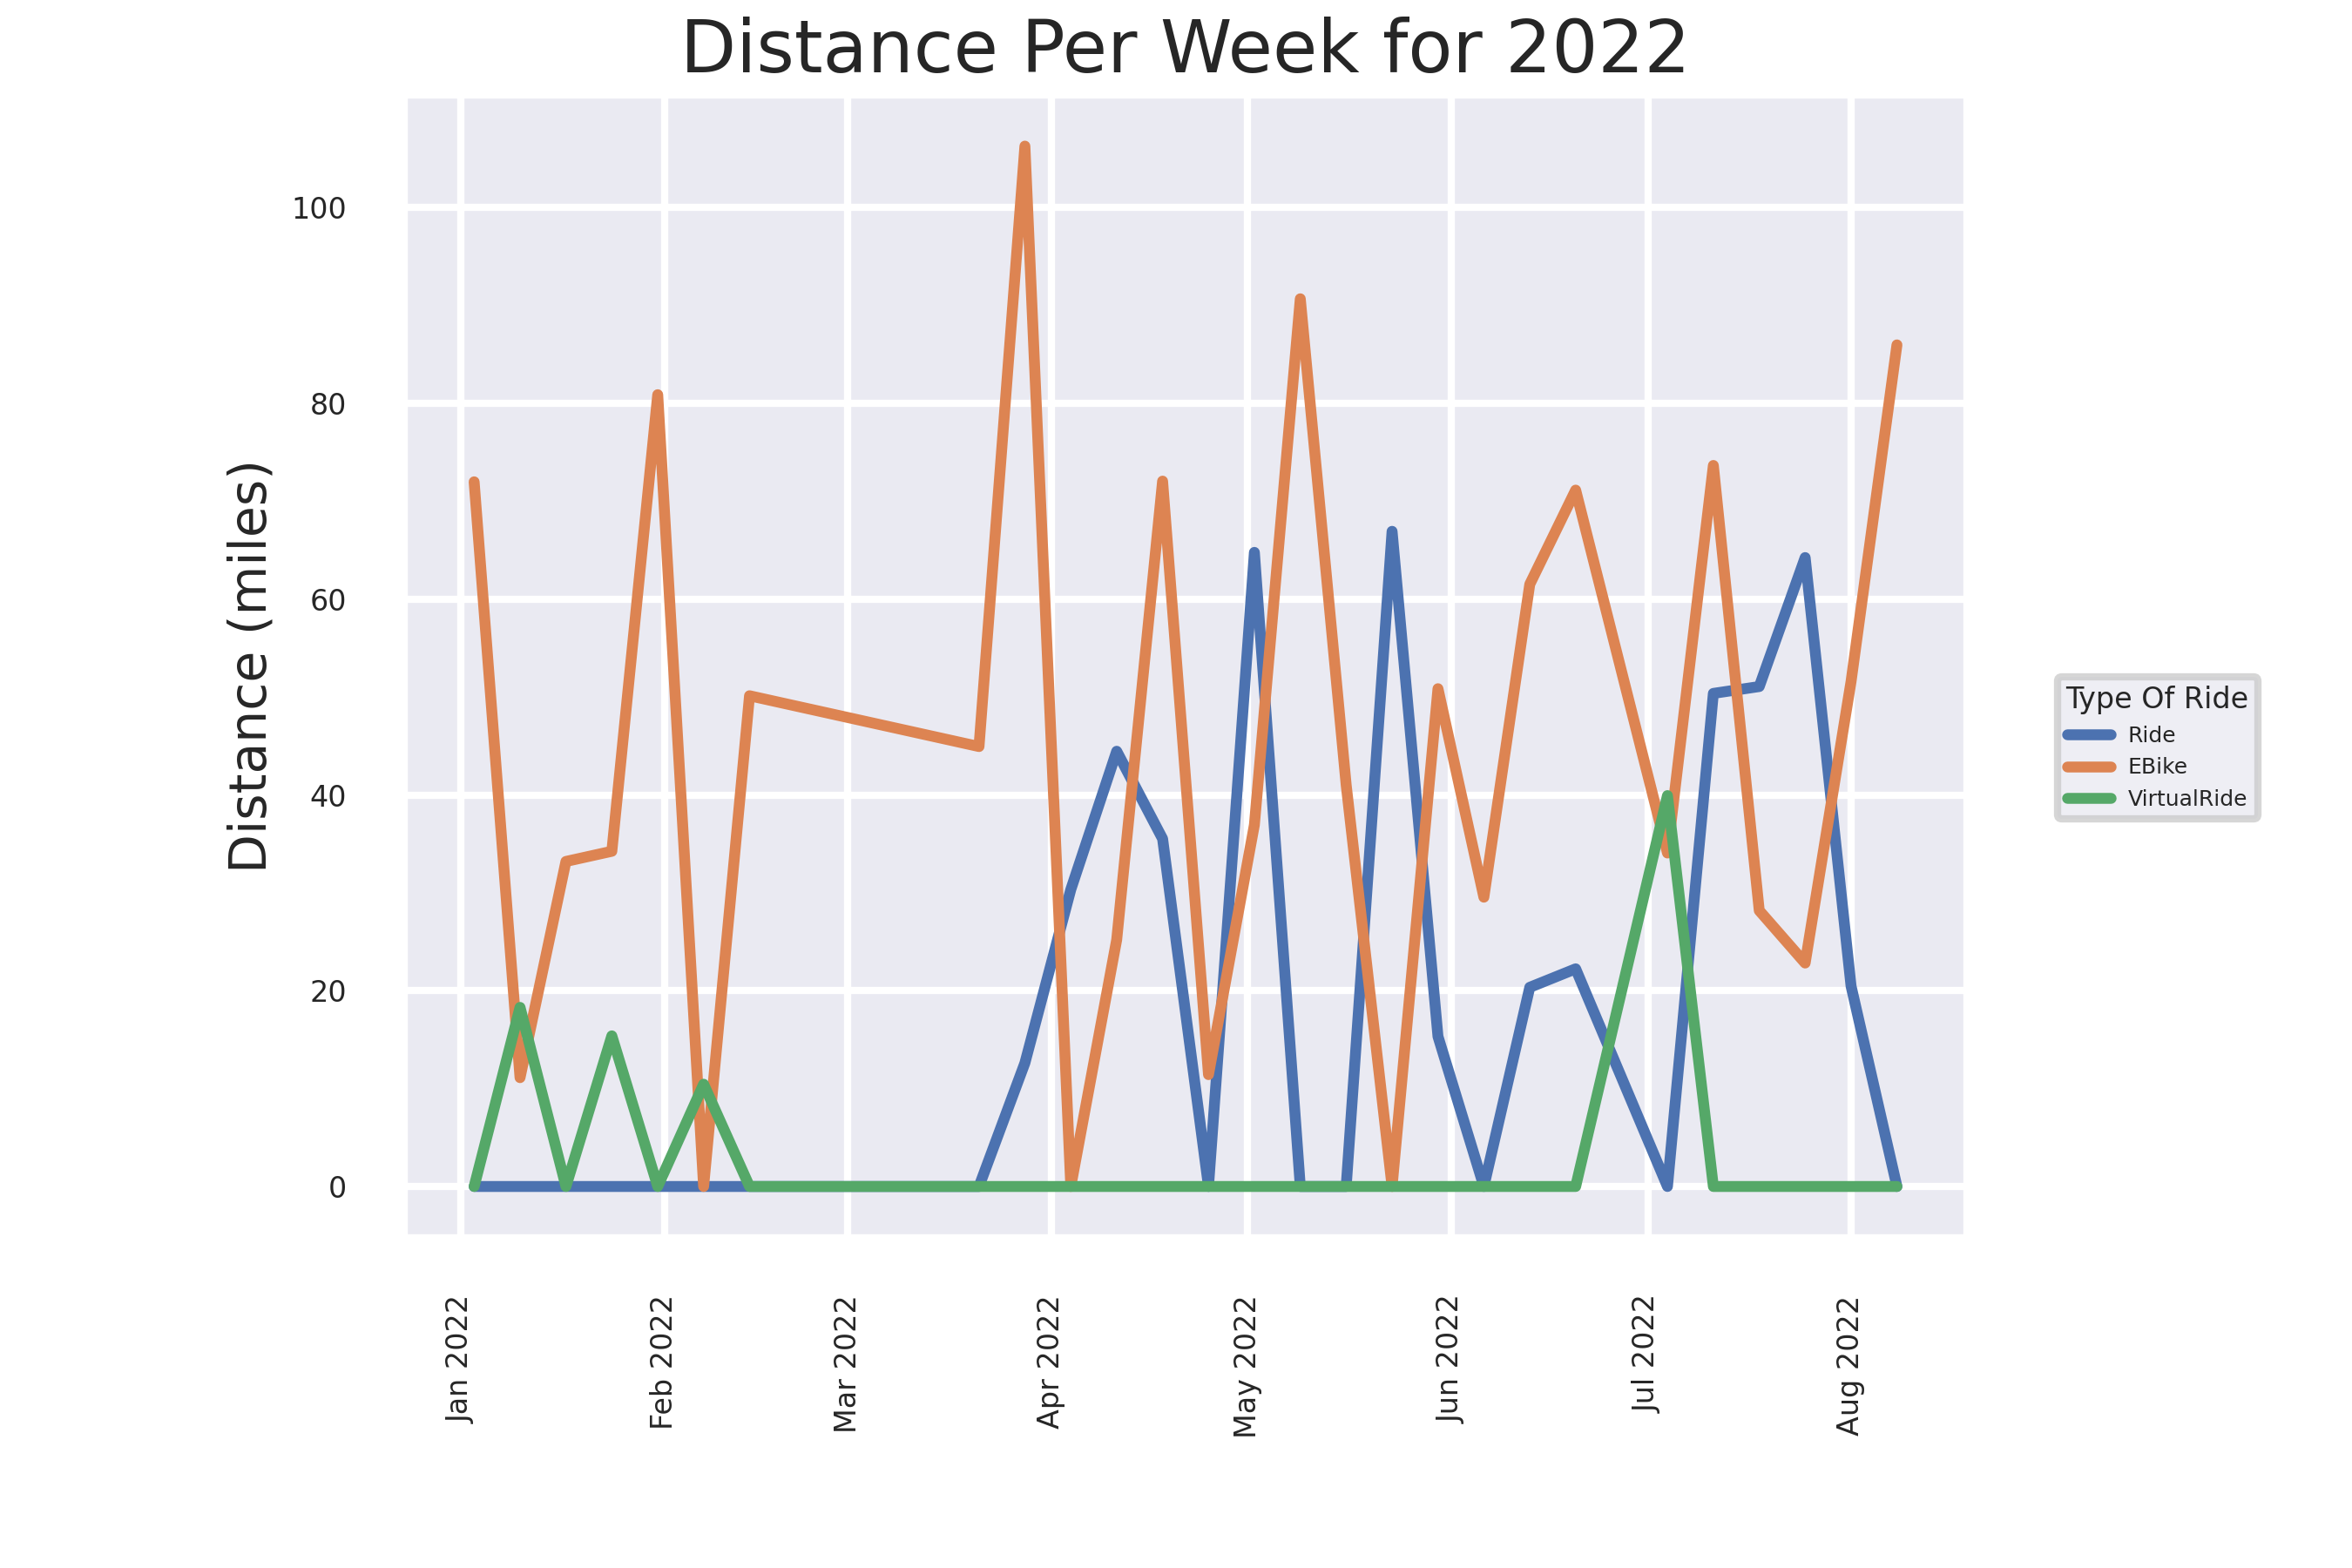 Distance Per Week for 2022
Distance (miles)
100
80
60
40
20
0
Jan 2022
Feb 2022
Mar 2022
Apr 2022
May 2022
Jun 2022
Jul 2022
Aug 2022
Type Of Ride
Ride
EBike
VirtualRide